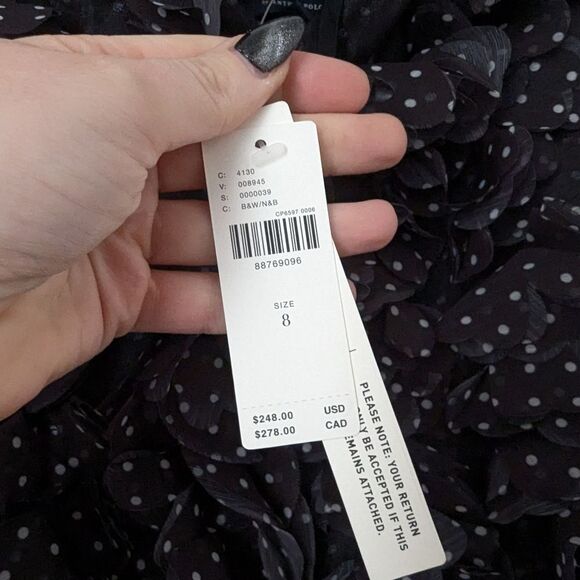 C: 4130
V: 008945
S: 0000039
C: B&W/N&B
CP6597 0006
88769096
SIZE
8
$248.00 USD
$278.00 CAD
PLEASE NOTE: YOUR RETURN
ONLY BE ACCEPTED IF THIS
REMAINS ATTACHED.